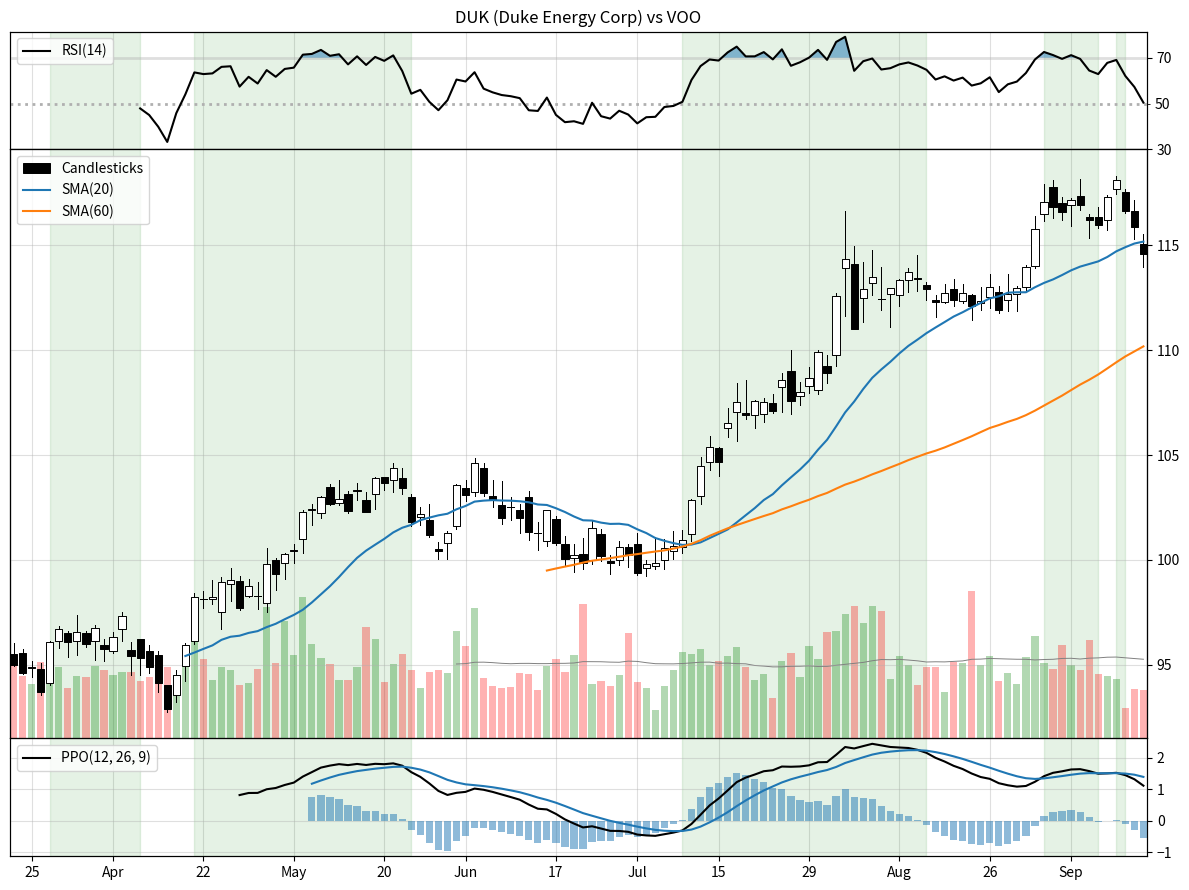 DUK (Duke Energy Corp) vs VOO
RSI(14)
70
50
30
Candlesticks
SMA(20)
SMA(60)
115
110
105
100
95
PPO(12, 26, 9)
2
1
0
−1
25 Apr 22 May 20 Jun 17 Jul 15 29 Aug 26 Sep